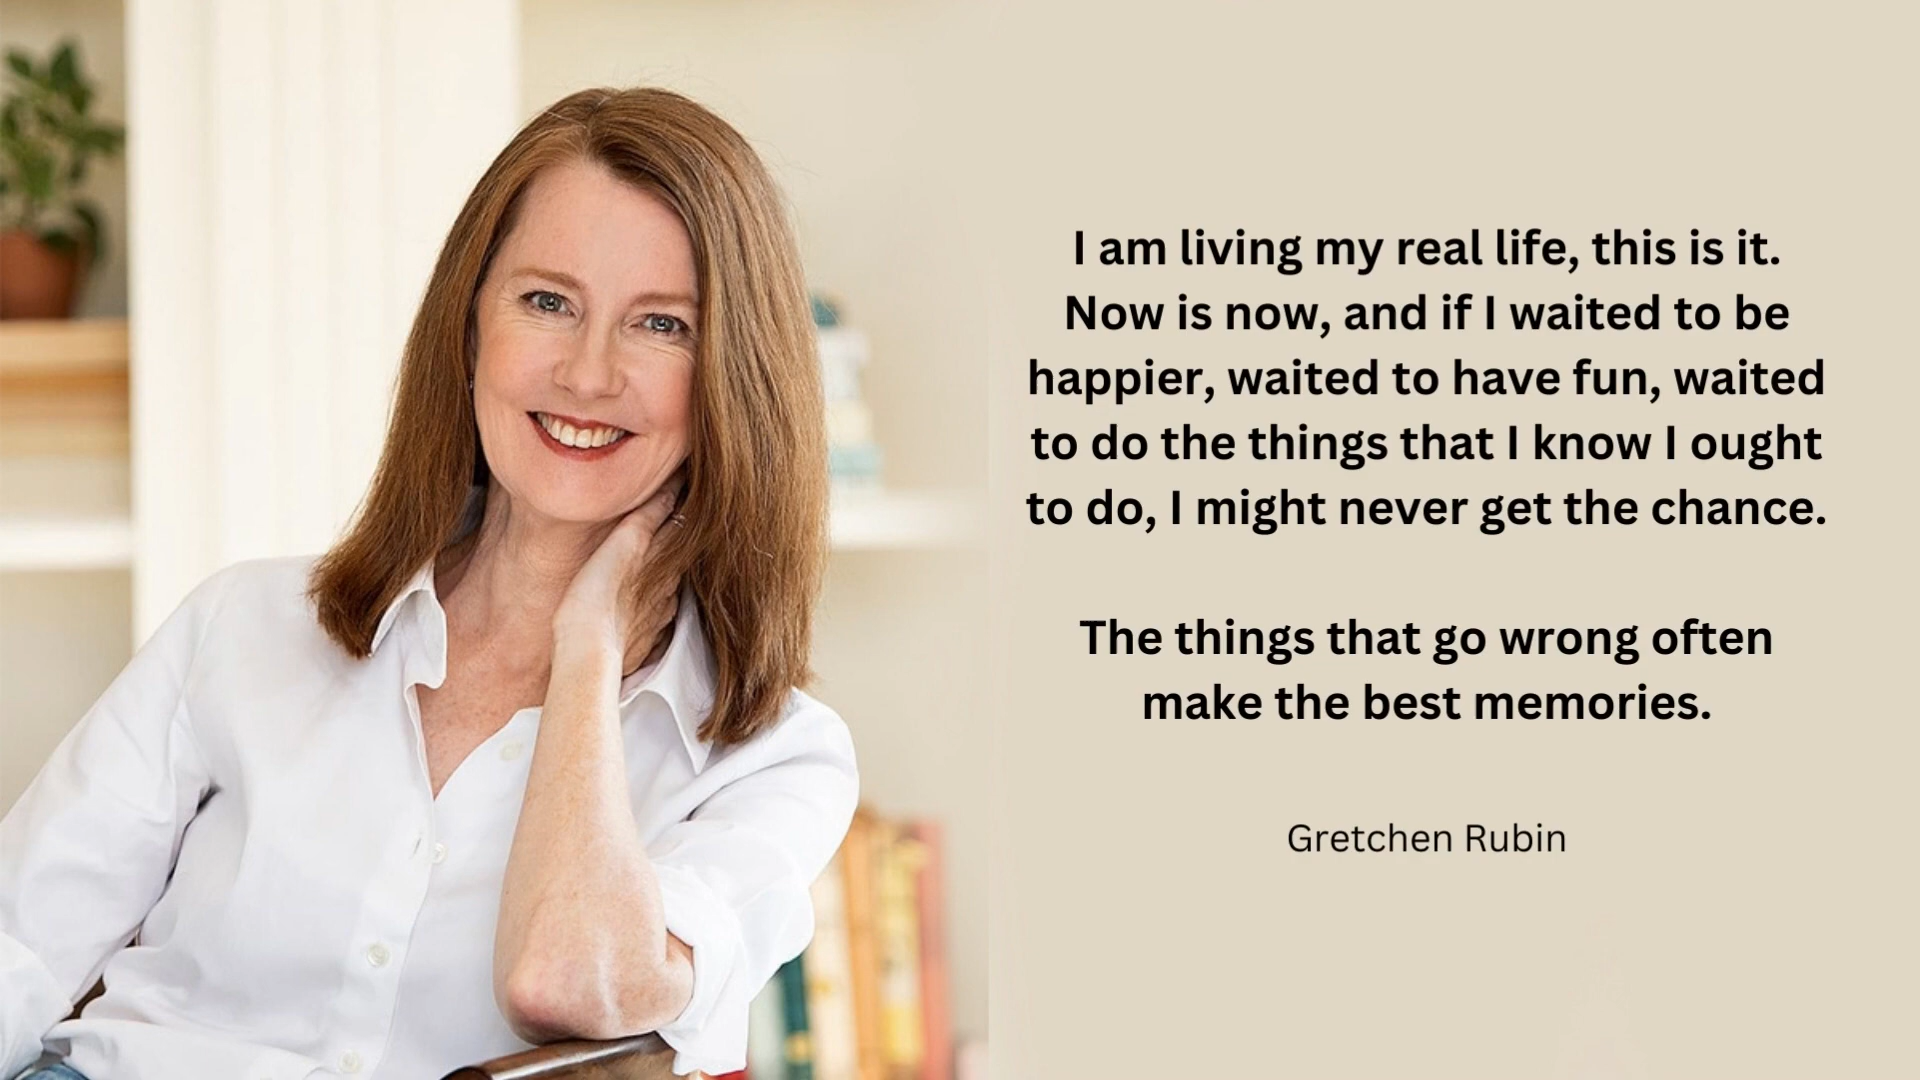 I am living my real life, this is it.
Now is now, and if I waited to be
happier, waited to have fun, waited
to do the things that I know I ought
to do, I might never get the chance.
The things that go wrong often
make the best memories.
Gretchen Rubin